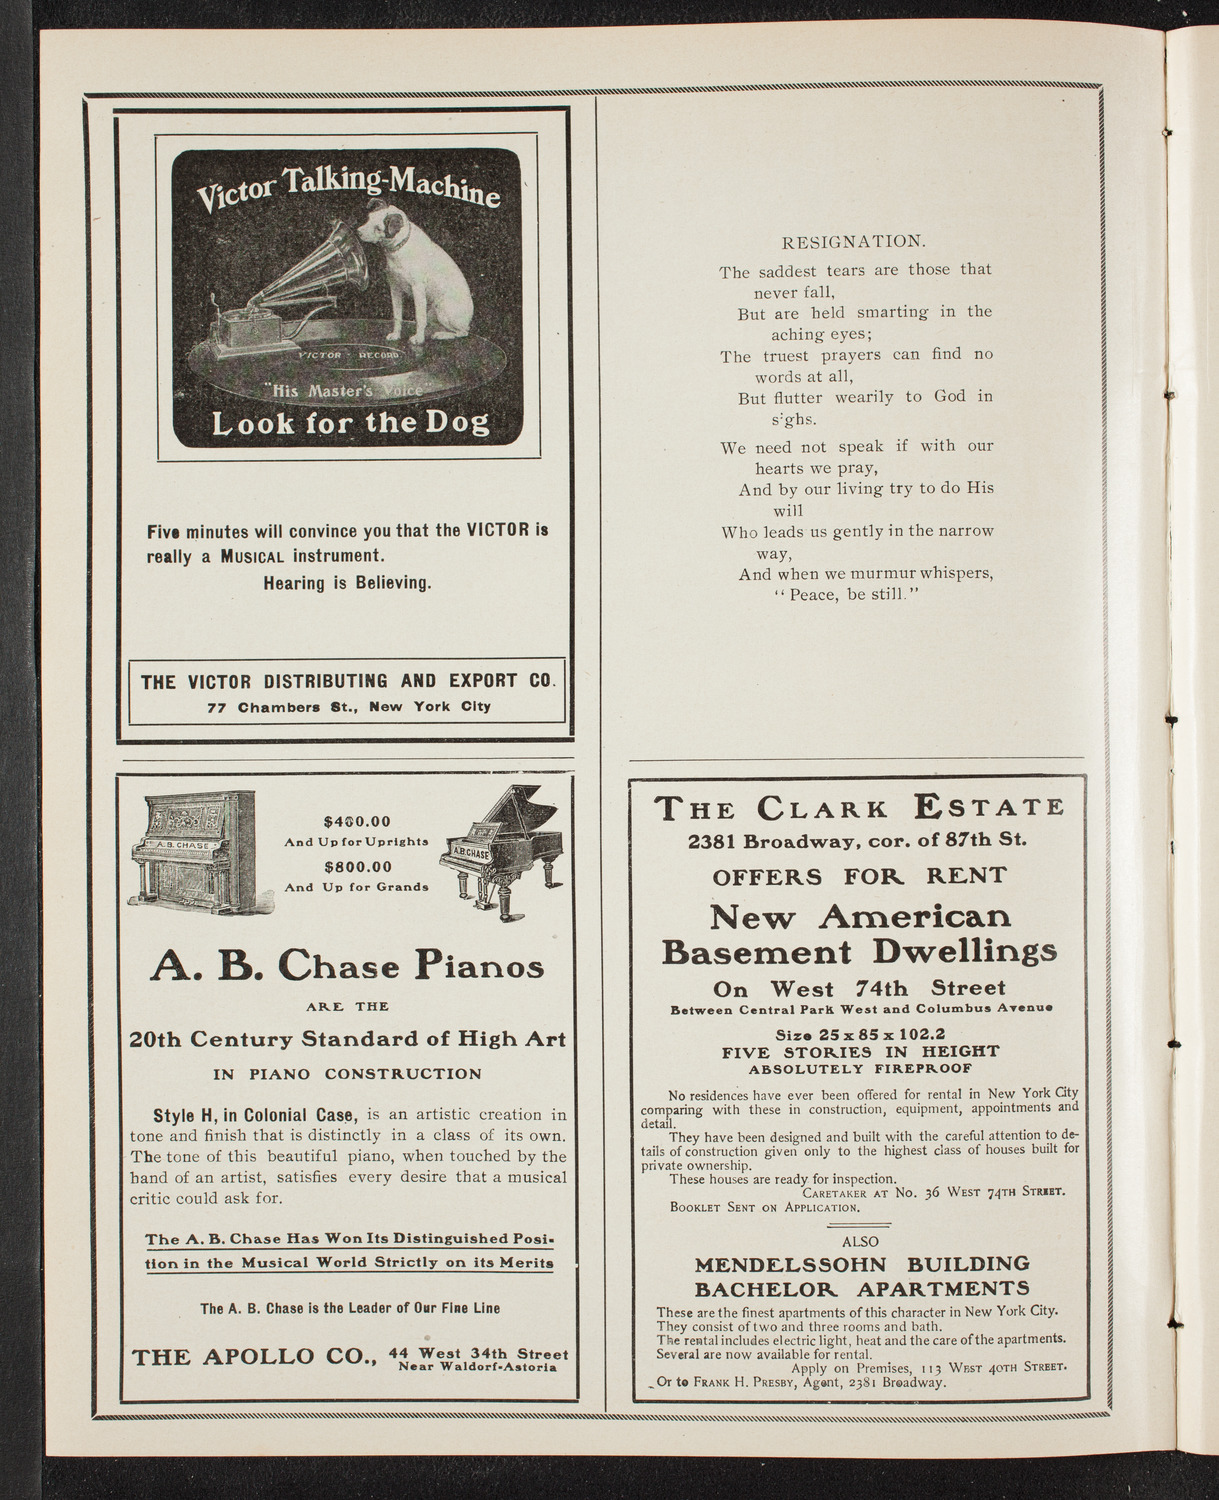 Victor Talking-Machine
VICTOR RECORD
"His Master's Voice"
Look for the Dog
Five minutes will convince you that the VICTOR is
really a MUSICAL instrument.
Hearing is Believing.
THE VICTOR DISTRIBUTING AND EXPORT CO.
77 Chambers St., New York City
RESIGNATION.
The saddest tears are those that
never fall,
But are held smarting in the
aching eyes;
The truest prayers can find no
words at all,
But flutter wearily to God in
sighs.
We need not speak if with our
hearts we pray,
And by our living try to do His
will
Who leads us gently in the narrow
way,
And when we murmur whispers,
“ Peace, be still.”
A. B. CHASE
$400.00
And Up for Uprights
$800.00
And Up for Grands
A.B.CHASE
A. B. Chase Pianos
ARE THE
20th Century Standard of High Art
IN PIANO CONSTRUCTION
Style H, in Colonial Case, is an artistic creation in
tone and finish that is distinctly in a class of its own.
The tone of this beautiful piano, when touched by the
hand of an artist, satisfies every desire that a musical
critic could ask for.
The A. B. Chase Has Won Its Distinguished Posi-
tion in the Musical World Strictly on its Merits
The A. B. Chase is the Leader of Our Fine Line
THE APOLLO CO., 44 West 34th Street
Near Waldorf-Astoria
THE CLARK ESTATE
2381 Broadway, cor. of 87th St.
OFFERS FOR RENT
New American
Basement Dwellings
On West 74th Street
Between Central Park West and Columbus Avenue
Size 25 x 85 x 102.2
FIVE STORIES IN HEIGHT
ABSOLUTELY FIREPROOF
No residences have ever been offered for rental in New York City
comparing with these in construction, equipment, appointments and
detail.
They have been designed and built with the careful attention to de-
tails of construction given only to the highest class of houses built for
private ownership.
These houses are ready for inspection.
CARETAKER AT NO. 36 WEST 74TH STREET.
BOOKLET SENT ON APPLICATION.
ALSO
MENDELSSOHN BUILDING
BACHELOR APARTMENTS
These are the finest apartments of this character in New York City.
They consist of two and three rooms and bath.
The rental includes electric light, heat and the care of the apartments.
Several are now available for rental.
Apply on Premises, 113 WEST 40TH STREET.
Or to FRANK H. PRESBY, Agent, 2381 Broadway.